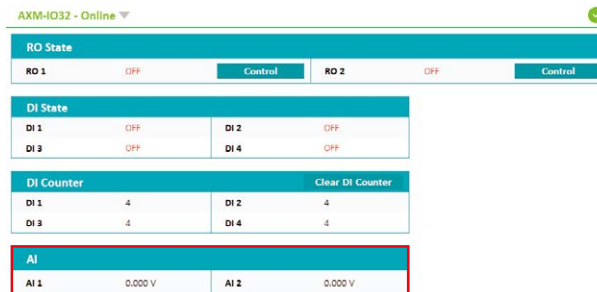 AXM-IO32 - Online
RO State
RO 1 OFF Control RO 2 OFF Control
DI State
DI 1 OFF DI 2 OFF
DI 3 OFF DI 4 OFF
DI Counter Clear DI Counter
DI 1 4 DI 2 4
DI 3 4 DI 4 4
AI
AI 1 0.000 V AI 2 0.000 V